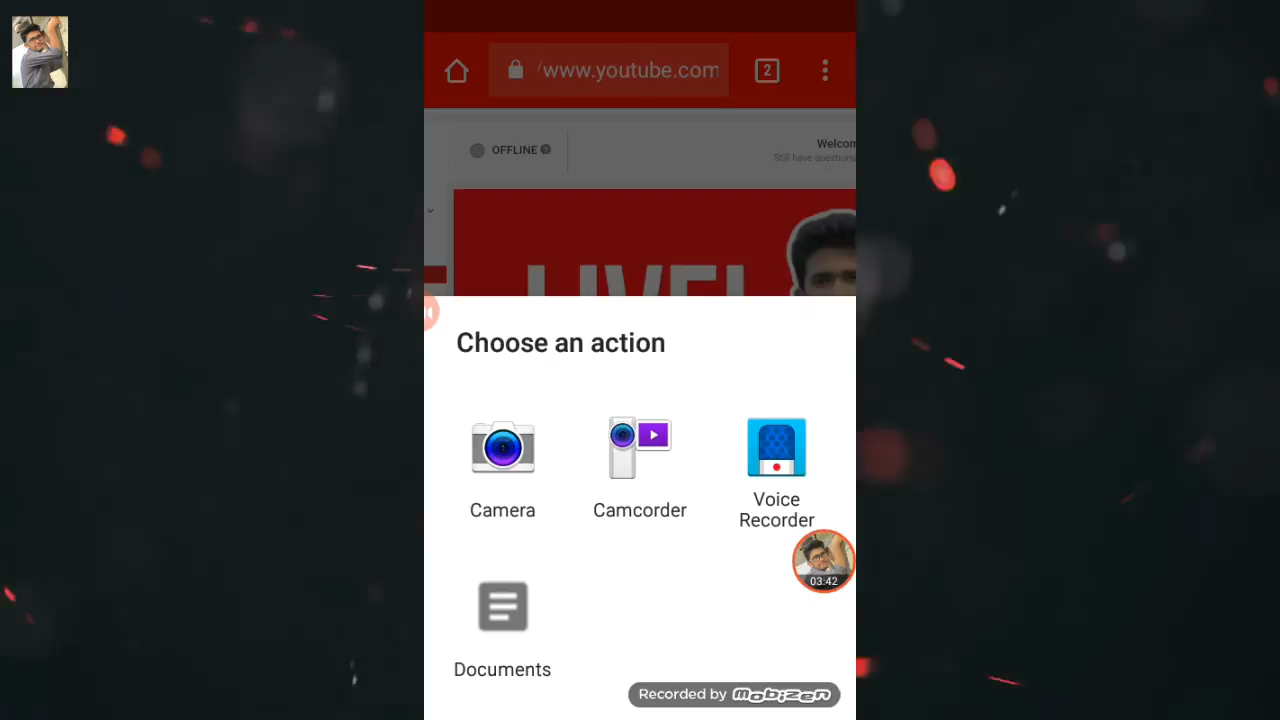 /www.youtube.com
2
OFFLINE ?
Welcom
Still have question
LIVE!
Choose an action
Camera
Camcorder
Voice
Recorder
03:42
Documents
Recorded by mobizen